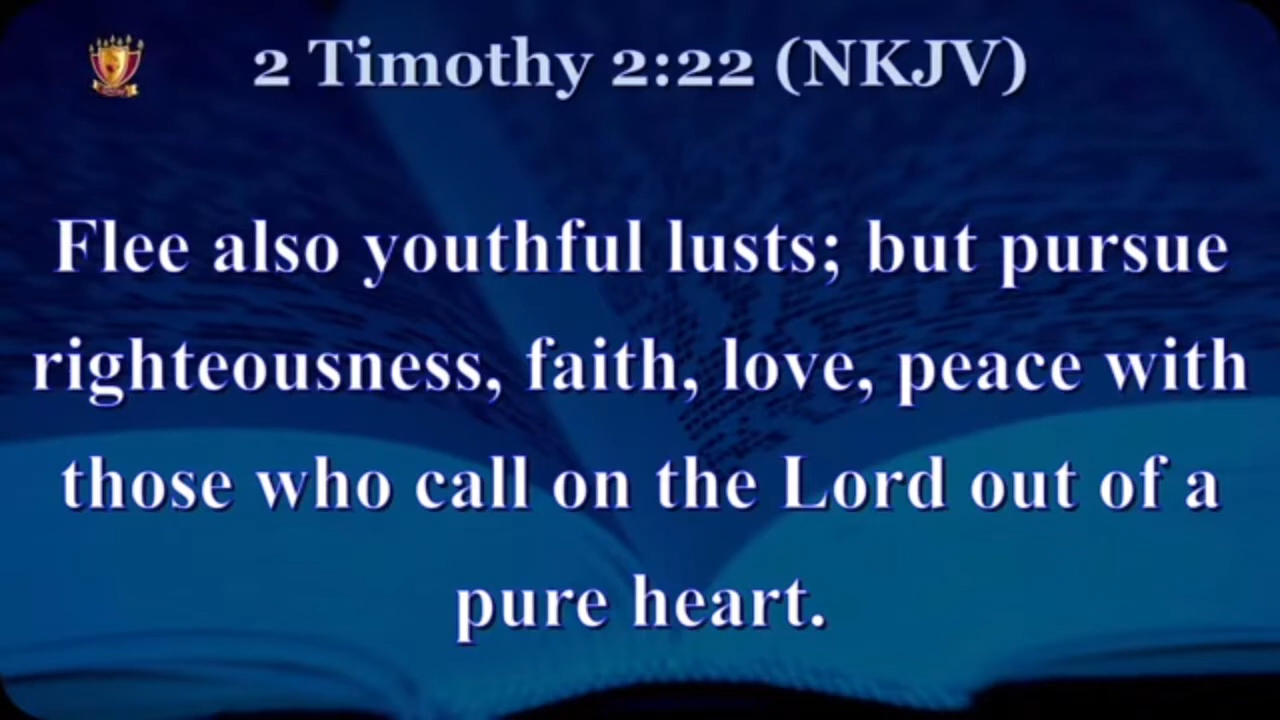 2 Timothy 2:22 (NKJV)
Flee also youthful lusts; but pursue
righteousness, faith, love, peace with
those who call on the Lord out of a
pure heart.